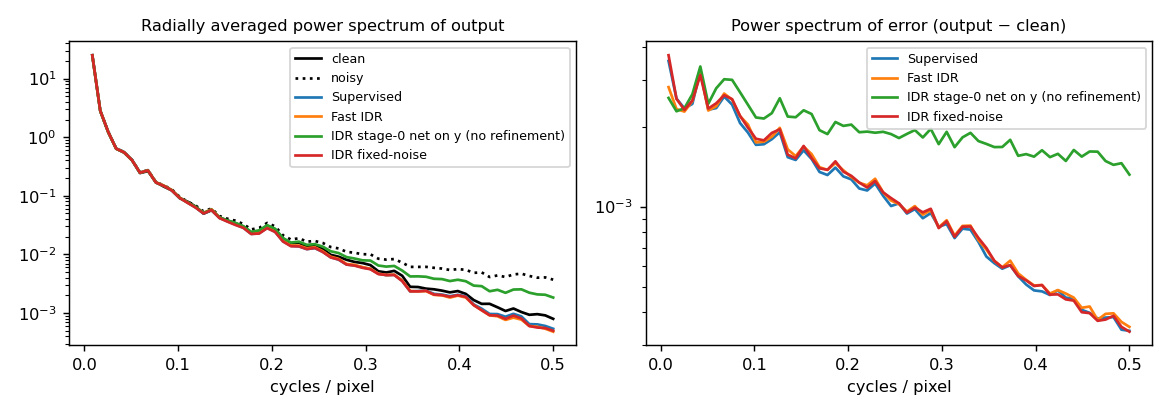 Radially averaged power spectrum of output
10¹
10⁰
10⁻¹
10⁻²
10⁻³
clean
noisy
Supervised
Fast IDR
IDR stage-0 net on y (no refinement)
IDR fixed-noise
0.0 0.1 0.2 0.3 0.4 0.5
cycles / pixel
Power spectrum of error (output − clean)
10⁻³
Supervised
Fast IDR
IDR stage-0 net on y (no refinement)
IDR fixed-noise
0.0 0.1 0.2 0.3 0.4 0.5
cycles / pixel